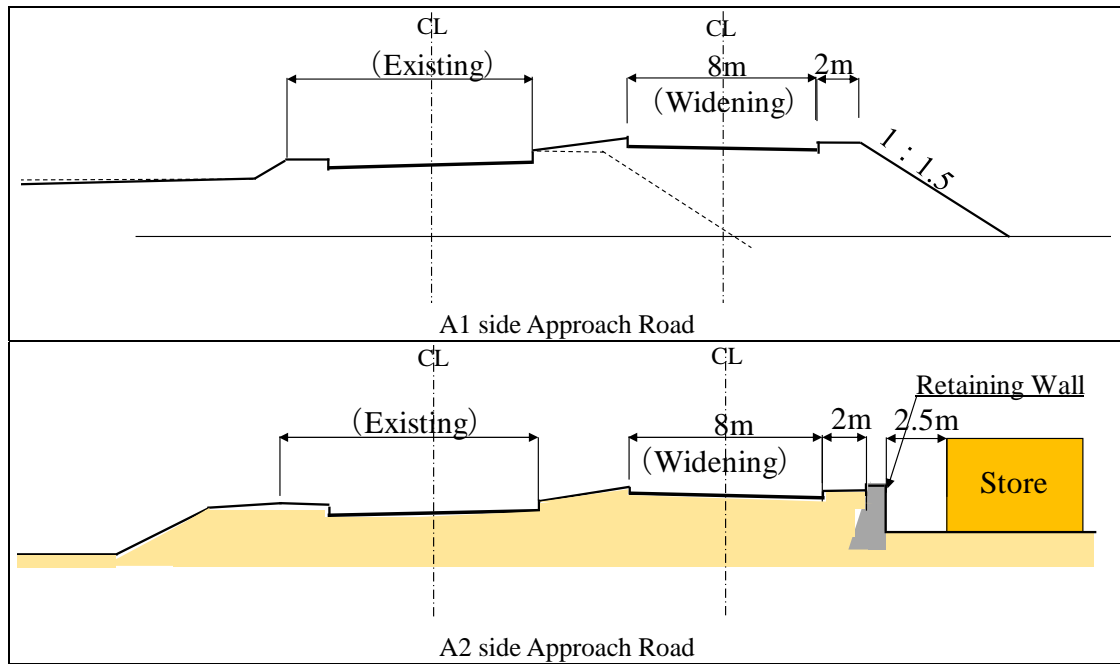 CL
CL
(Existing)
8m
2m
(Widening)
1:1.5
A1 side Approach Road
CL
CL
Retaining Wall
(Existing)
8m
2m
2.5m
(Widening)
Store
A2 side Approach Road